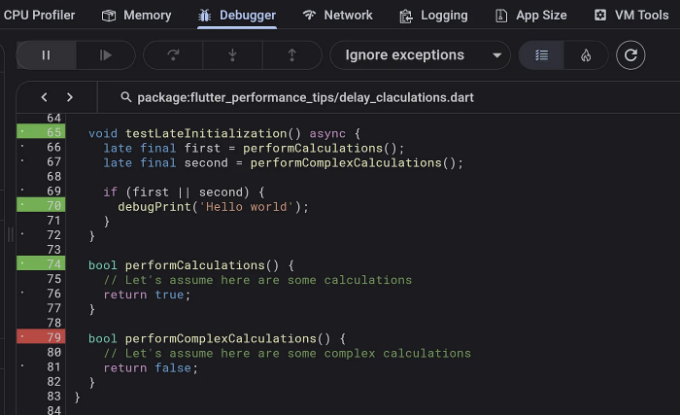 CPU Profiler Memory Debugger Network Logging App Size VM Tools
Ignore exceptions
package:flutter_performance_tips/delay_claculations.dart
64
65 void testLateInitialization() async {
66 late final first = performCalculations();
67 late final second = performComplexCalculations();
68
69 if (first || second) {
70 debugPrint('Hello world');
71 }
72 }
73
74 bool performCalculations() {
75 // Let's assume here are some calculations
76 return true;
77 }
78
79 bool performComplexCalculations() {
80 // Let's assume here are some complex calculations
81 return false;
82 }
83 }
84